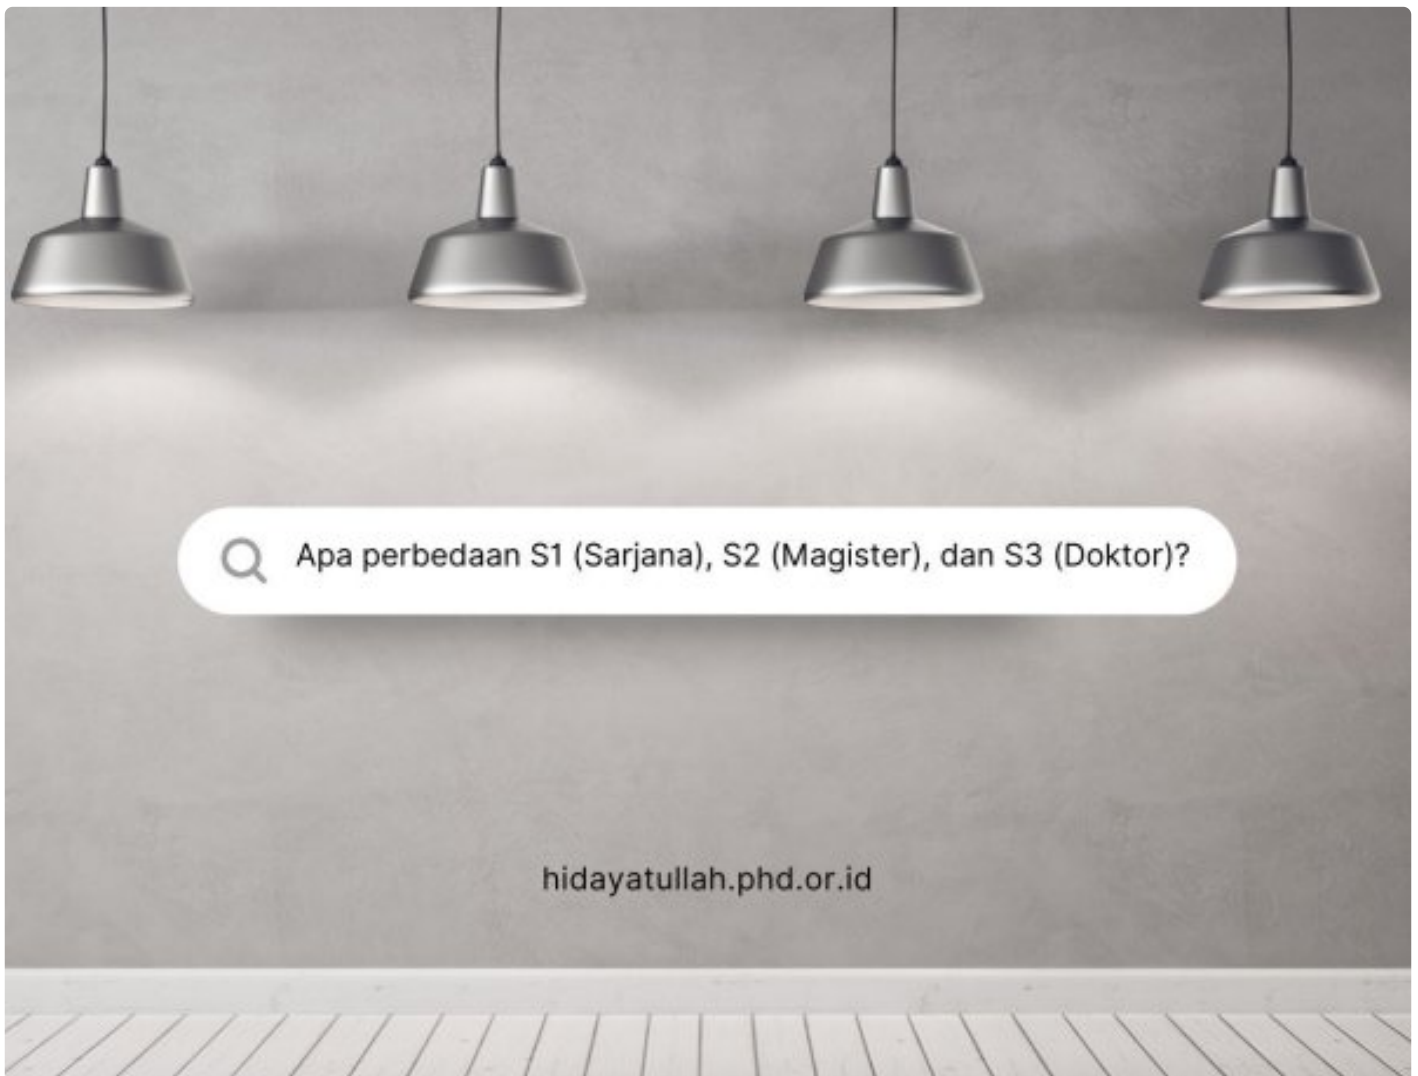 Apa perbedaan S1 (Sarjana), S2 (Magister), dan S3 (Doktor)?
hidayatullah.phd.or.id